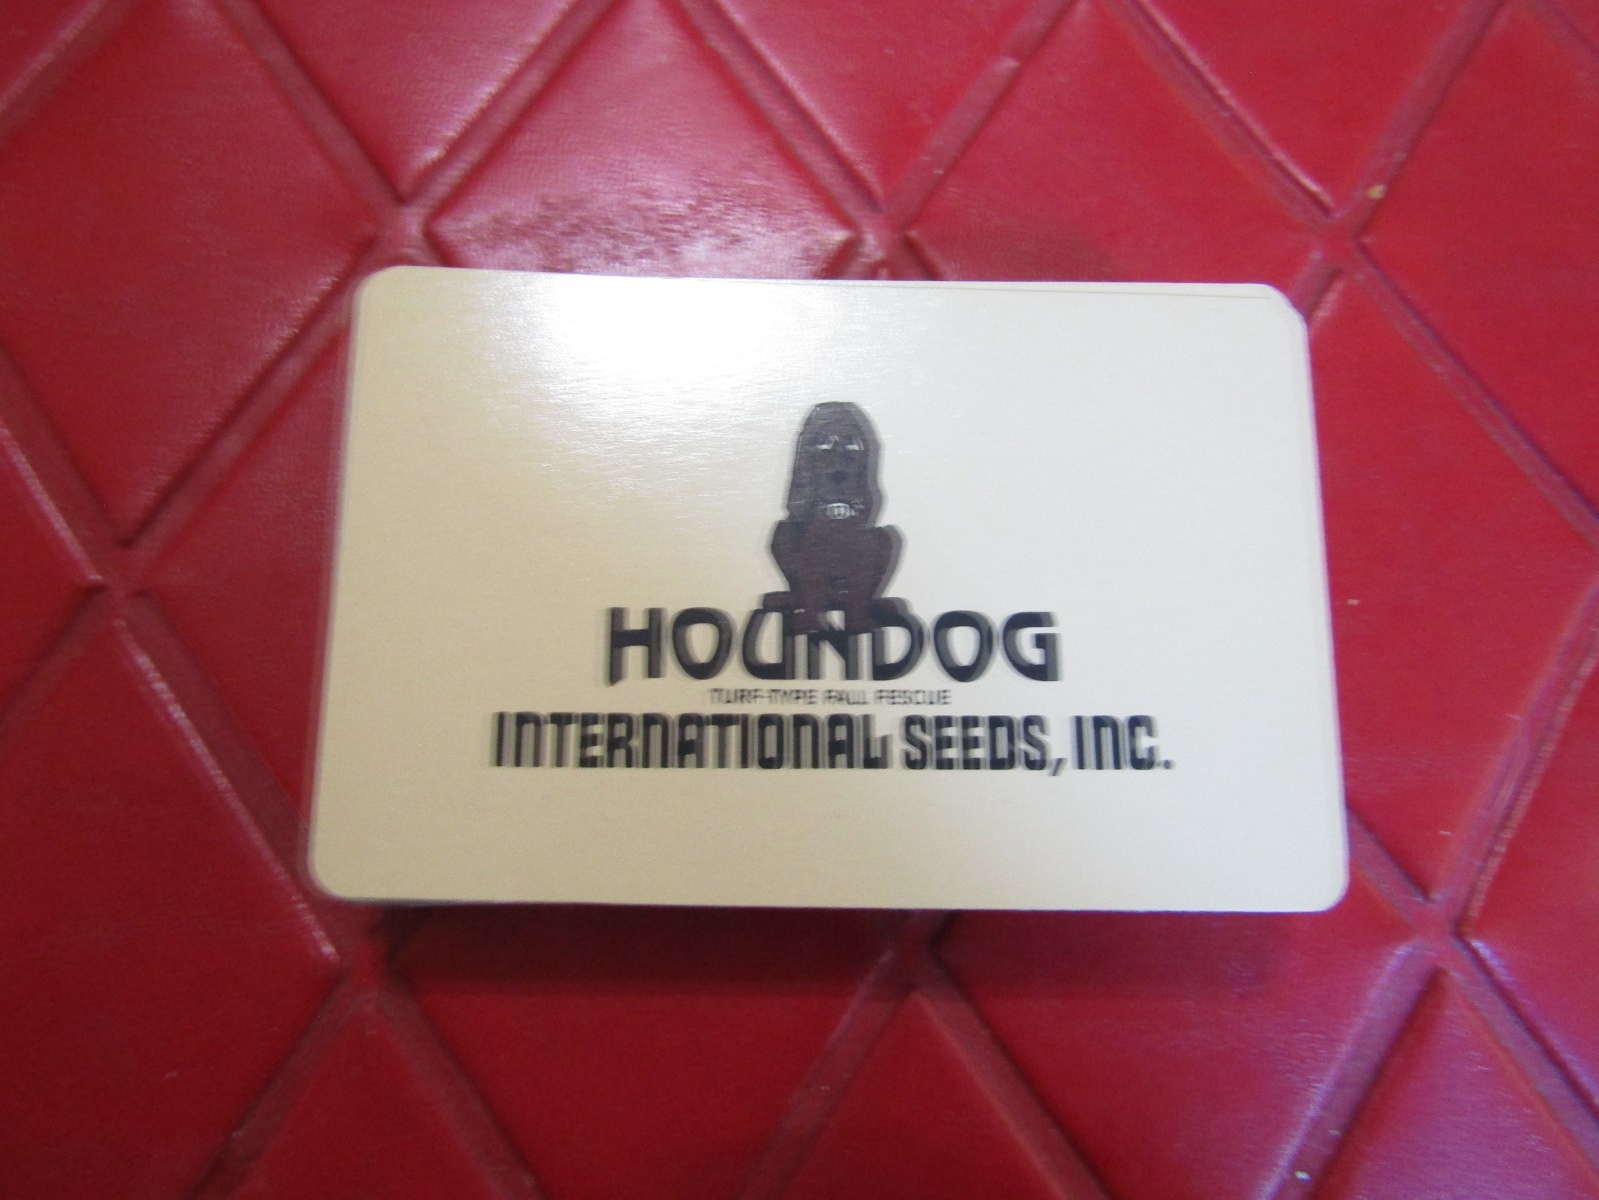 HOUNDOG
TURF-TYPE TALL FESCUE
INTERNATIONAL SEEDS, INC.